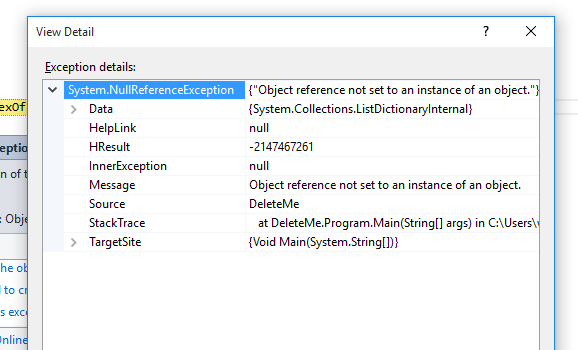 View Detail
?
Exception details:
System.NullReferenceException {"Object reference not set to an instance of an object."}
exOf
Data {System.Collections.ListDictionaryInternal}
HelpLink null
HResult -2147467261
eption
InnerException null
n of t
Message Object reference not set to an instance of an object.
Source DeleteMe
: Obje
StackTrace at DeleteMe.Program.Main(String[] args) in C:\Users\
TargetSite {Void Main(System.String[])}
he ob
l to cr
s exce
Online